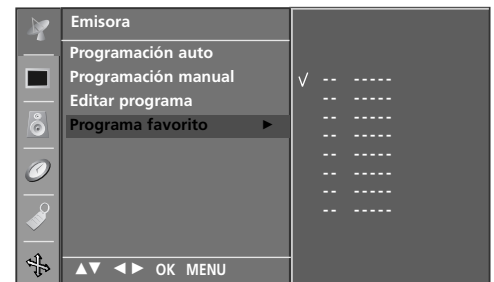 Emisora
Programación auto
Programación manual
Editar programa
Programa favorito ►
√ -- -----
-- -----
-- -----
-- -----
-- -----
-- -----
-- -----
-- -----
▲▼ ◄► OK MENU